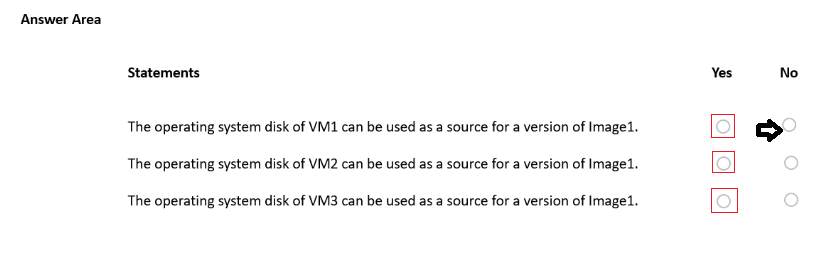 Answer Area
Statements Yes No
The operating system disk of VM1 can be used as a source for a version of Image1.
The operating system disk of VM2 can be used as a source for a version of Image1.
The operating system disk of VM3 can be used as a source for a version of Image1.